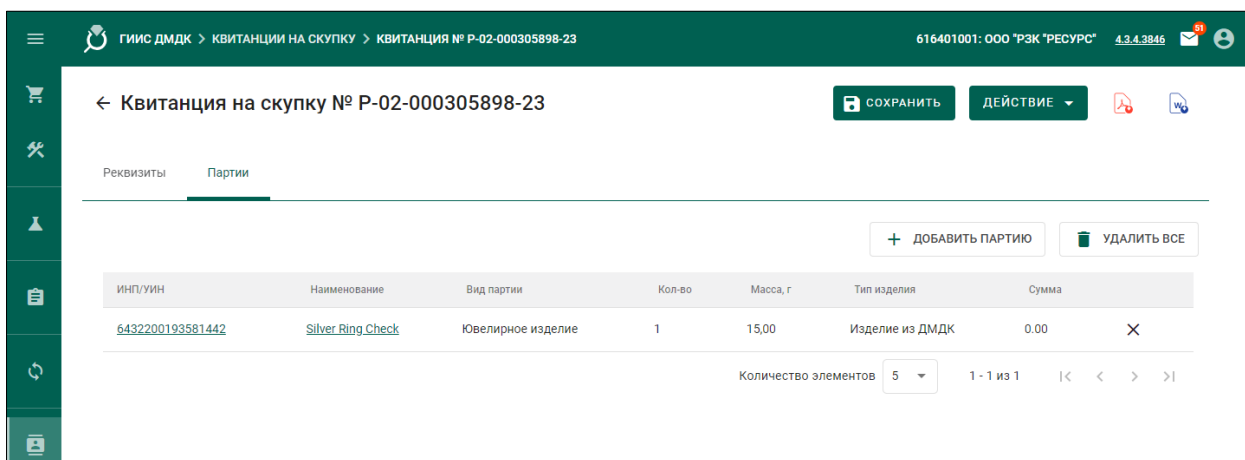 ГИИС ДМДК > КВИТАНЦИИ НА СКУПКУ > КВИТАНЦИЯ № Р-02-000305898-23 616401001: ООО "РЗК "РЕСУРС" 4.3.4.3846 51
← Квитанция на скупку № Р-02-000305898-23 СОХРАНИТЬ ДЕЙСТВИЕ
Реквизиты Партии
+ ДОБАВИТЬ ПАРТИЮ УДАЛИТЬ ВСЕ
ИНП/УИН Наименование Вид партии Кол-во Масса, г Тип изделия Сумма
6432200193581442 Silver Ring Check Ювелирное изделие 1 15,00 Изделие из ДМДК 0.00
Количество элементов 5 1 - 1 из 1